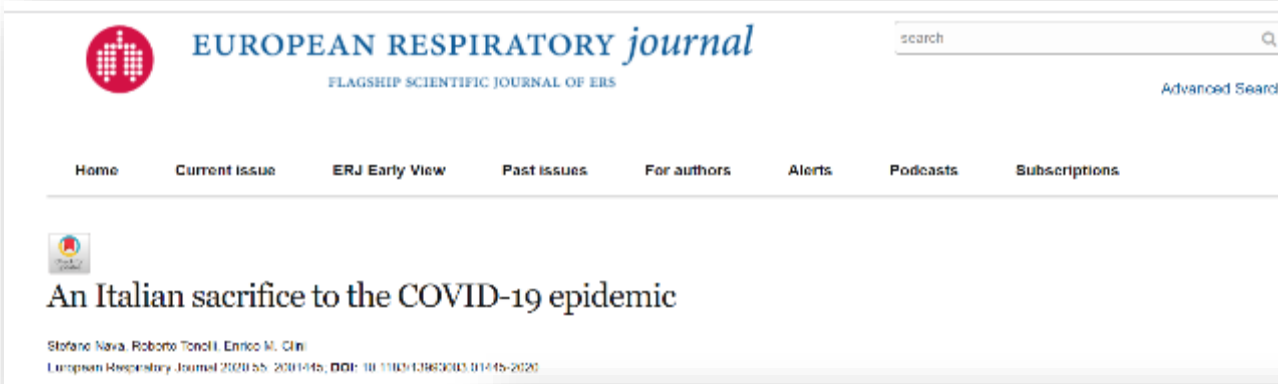 EUROPEAN RESPIRATORY journal
FLAGSHIP SCIENTIFIC JOURNAL OF ERS
search
Advanced Search
Home Current issue ERJ Early View Past issues For authors Alerts Podcasts Subscriptions
An Italian sacrifice to the COVID-19 epidemic
Stefano Nava, Roberto Tonelli, Enrico M. Clini
European Respiratory Journal 2020 55: 2001445; DOI: 10.1183/13993003.01445-2020